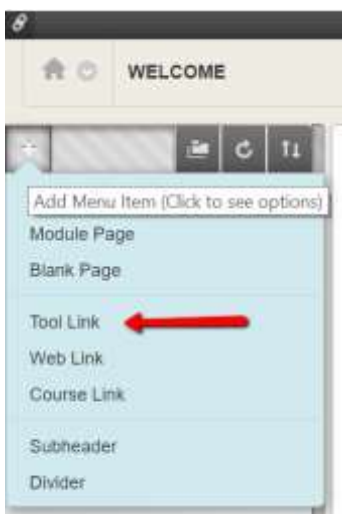 WELCOME
Add Menu Item (Click to see options)
Module Page
Blank Page
Tool Link
Web Link
Course Link
Subheader
Divider